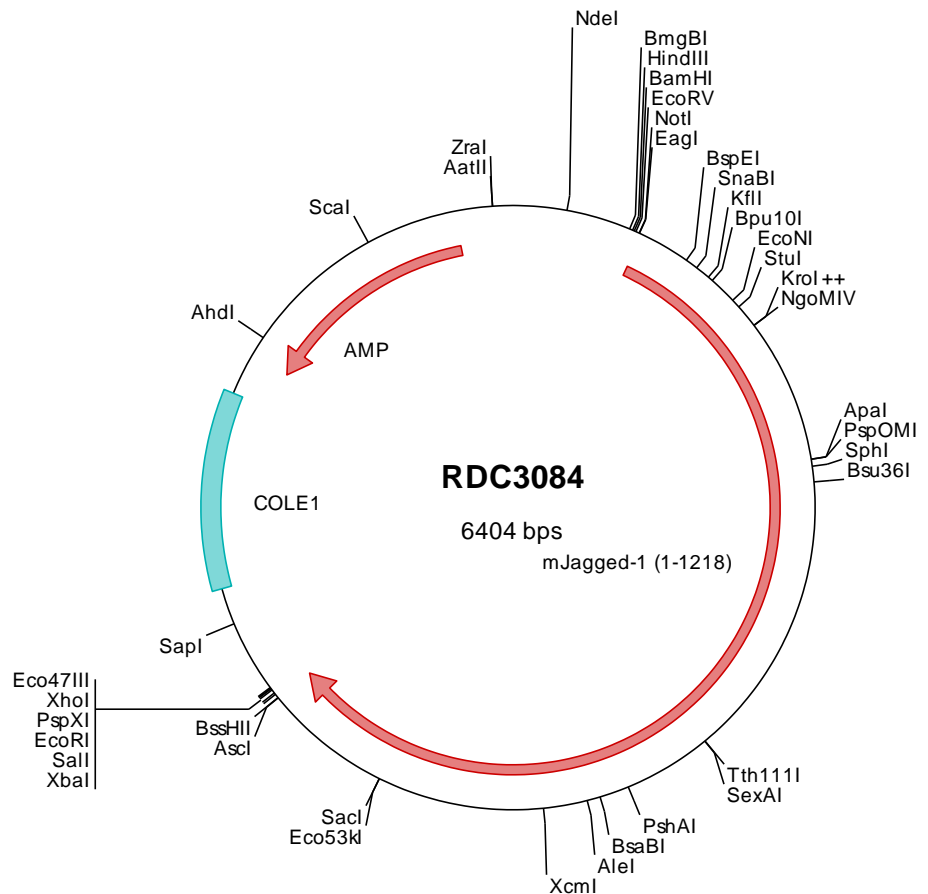 NdeI
BmgBI
HindIII
BamHI
EcoRV
NotI
EagI
ZraI
AatII
BspEI
SnaBI
KflI
Bpu10I
EcoNI
StuI
KroI ++
NgoMIV
ScaI
AhdI
AMP
ApaI
PspOMI
SphI
Bsu36I
RDC3084
6404 bps
COLE1
mJagged-1 (1-1218)
SapI
Eco47III
XhoI
PspXI
EcoRI
SalI
XbaI
BssHII
AscI
Tth111I
SexAI
SacI
Eco53kI
PshAI
BsaBI
AleI
XcmI